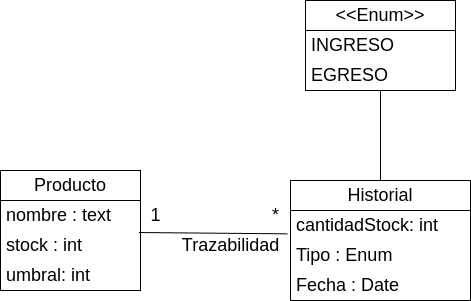 <<Enum>>
INGRESO
EGRESO
Producto
nombre : text
stock : int
umbral: int
1
*
Trazabilidad
Historial
cantidadStock: int
Tipo : Enum
Fecha : Date